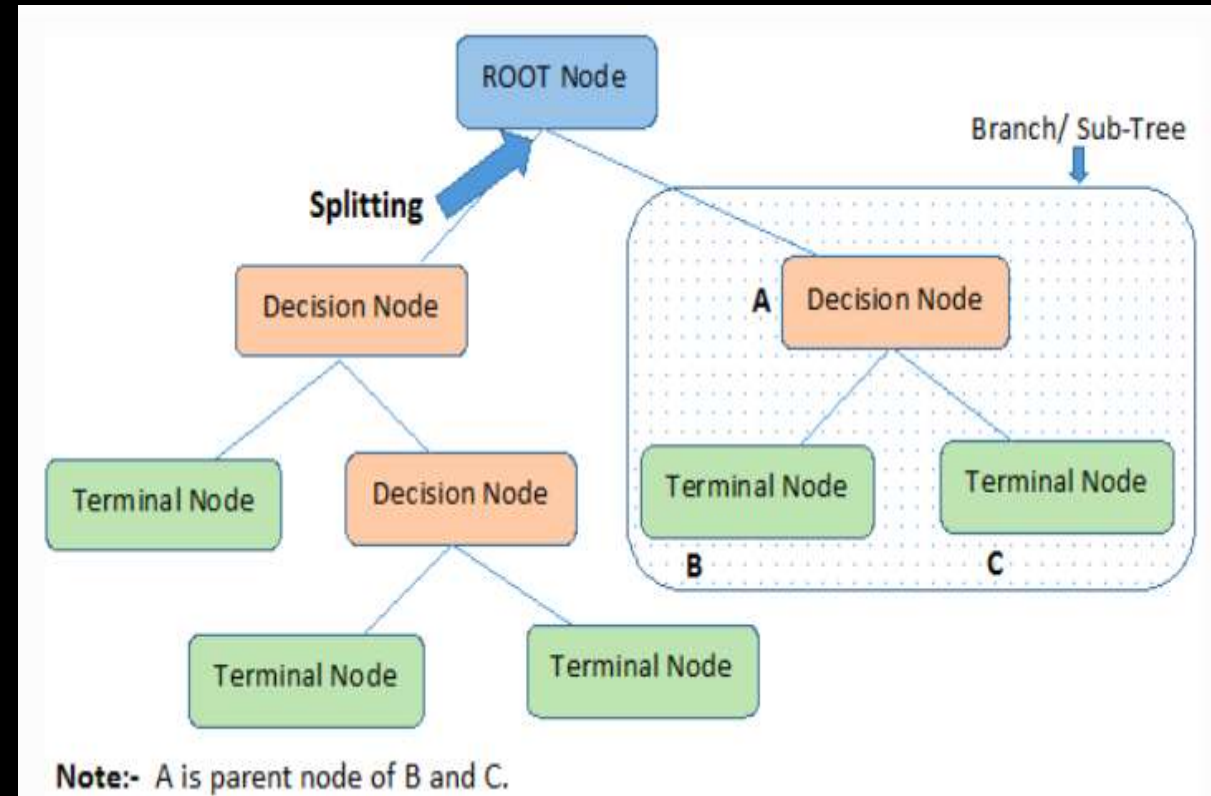 ROOT Node
Branch/ Sub-Tree
Splitting
Decision Node
A
Decision Node
Terminal Node
Decision Node
Terminal Node
Terminal Node
B
C
Terminal Node
Terminal Node
Note:- A is parent node of B and C.